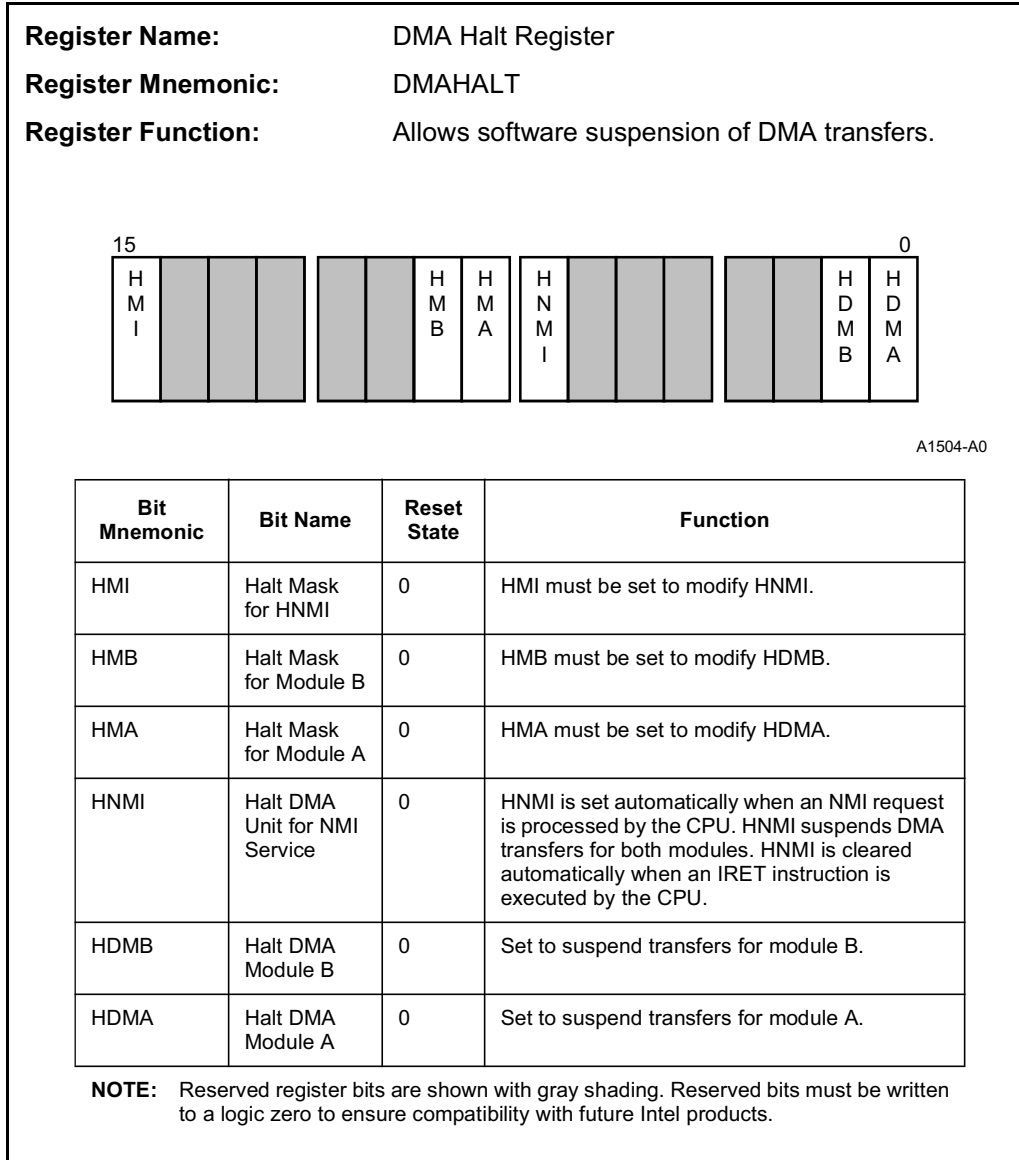 Register Name: DMA Halt Register
Register Mnemonic: DMAHALT
Register Function: Allows software suspension of DMA transfers.
15 0
H H H H H H
M M M N D D
I B A M M M
I B A
A1504-A0
Bit Mnemonic Bit Name Reset State Function
HMI Halt Mask for HNMI 0 HMI must be set to modify HNMI.
HMB Halt Mask for Module B 0 HMB must be set to modify HDMB.
HMA Halt Mask for Module A 0 HMA must be set to modify HDMA.
HNMI Halt DMA Unit for NMI Service 0 HNMI is set automatically when an NMI request
is processed by the CPU. HNMI suspends DMA
transfers for both modules. HNMI is cleared
automatically when an IRET instruction is
executed by the CPU.
HDMB Halt DMA Module B 0 Set to suspend transfers for module B.
HDMA Halt DMA Module A 0 Set to suspend transfers for module A.
NOTE: Reserved register bits are shown with gray shading. Reserved bits must be written
to a logic zero to ensure compatibility with future Intel products.